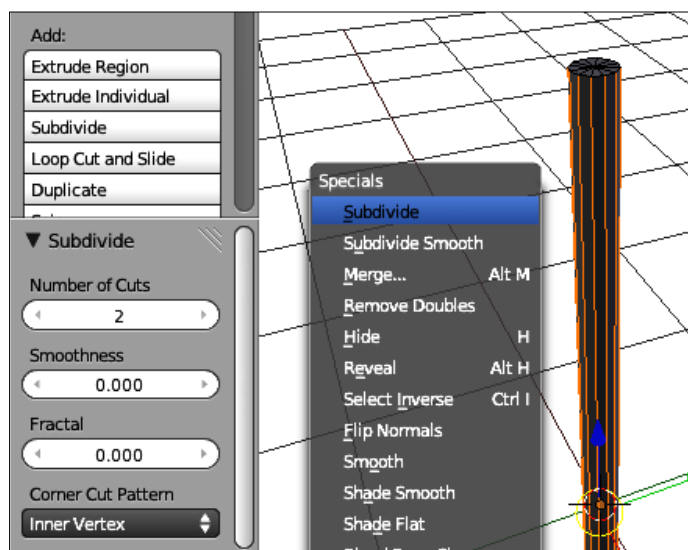 Add:
Extrude Region
Extrude Individual
Subdivide
Loop Cut and Slide
Duplicate
Subdivide
Number of Cuts
2
Smoothness
0.000
Fractal
0.000
Corner Cut Pattern
Inner Vertex
Specials
Subdivide
Subdivide Smooth
Merge... Alt M
Remove Doubles
Hide H
Reveal Alt H
Select Inverse Ctrl I
Flip Normals
Smooth
Shade Smooth
Shade Flat